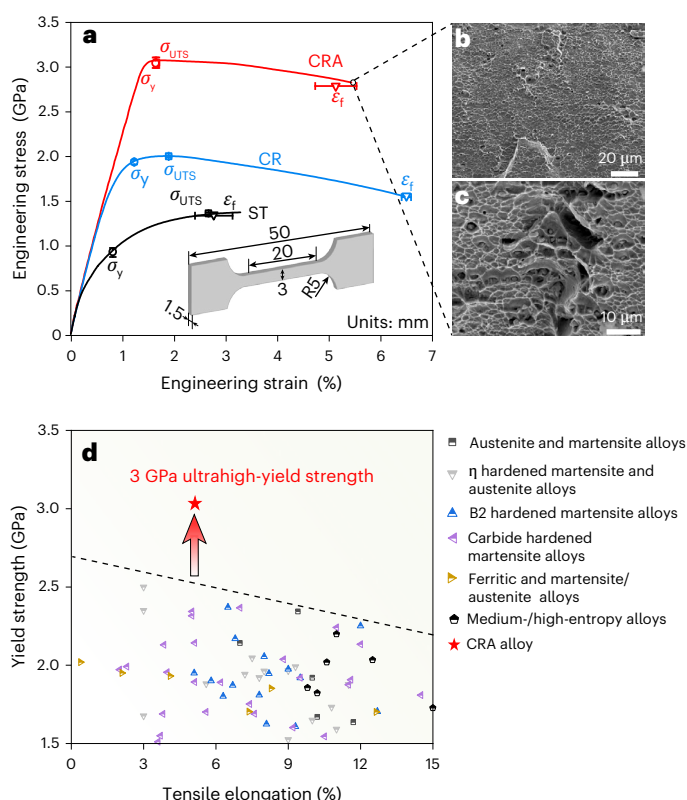 a
3.5
3.0
2.5
2.0
1.5
1.0
0.5
0
Engineering stress (GPa)
σUTS
σy
CRA
εf
σy
σUTS
CR
εf
σUTS
εf
ST
σy
50
20
3
R5
1.5
Units: mm
0 1 2 3 4 5 6 7
Engineering strain (%)
b
20 μm
c
10 μm
d
3.5
3.0
2.5
2.0
1.5
Yield strength (GPa)
3 GPa ultrahigh-yield strength
0 3 6 9 12 15
Tensile elongation (%)
Austenite and martensite alloys
η hardened martensite and
austenite alloys
B2 hardened martensite alloys
Carbide hardened
martensite alloys
Ferritic and martensite/
austenite alloys
Medium-/high-entropy alloys
CRA alloy